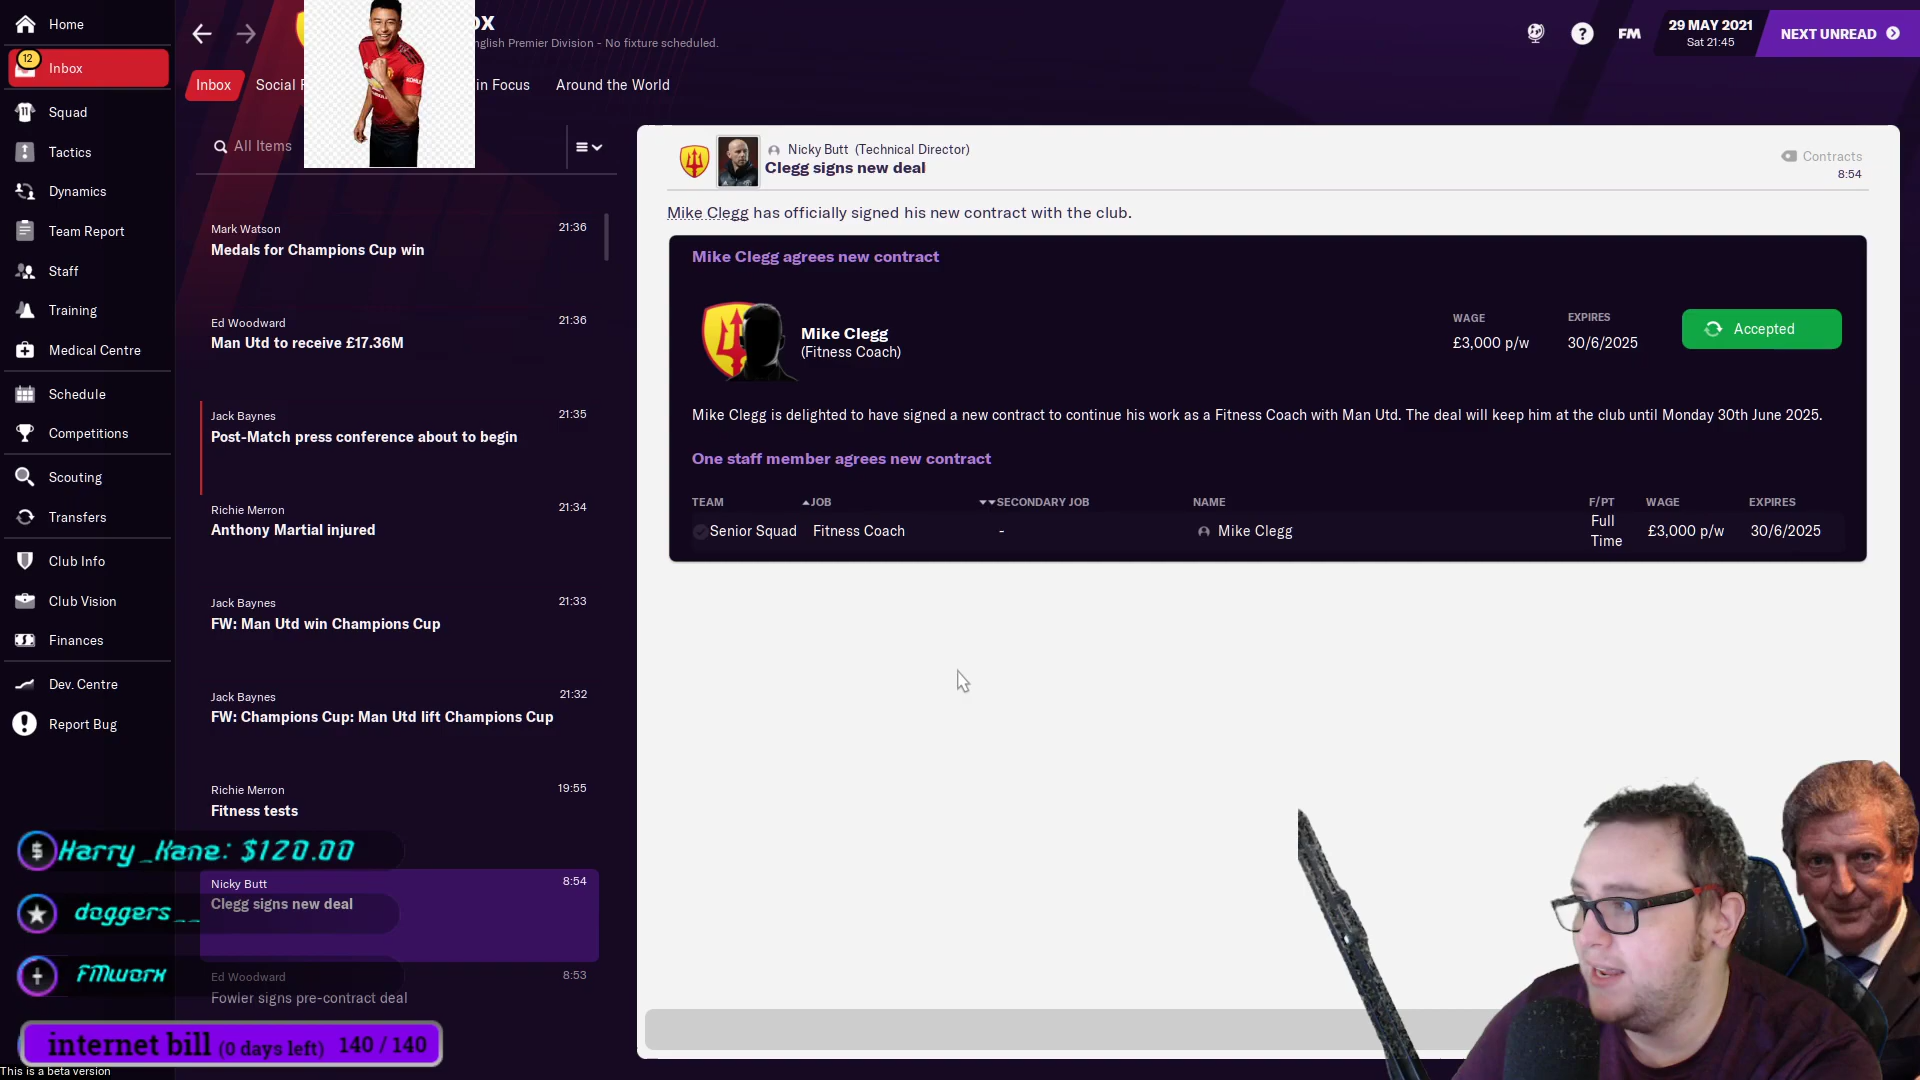 Home
12
Inbox
Squad
Tactics
Dynamics
Team Report
Staff
Training
Medical Centre
Schedule
Competitions
Scouting
Transfers
Club Info
Club Vision
Finances
Dev. Centre
Report Bug
English Premier Division - No fixture scheduled.
FM
29 MAY 2021
Sat 21:45
NEXT UNREAD
Inbox
Social
in Focus
Around the World
All Items
Mark Watson 21:36
Medals for Champions Cup win
Ed Woodward 21:36
Man Utd to receive £17.36M
Jack Baynes 21:35
Post-Match press conference about to begin
Richie Merron 21:34
Anthony Martial injured
Jack Baynes 21:33
FW: Man Utd win Champions Cup
Jack Baynes 21:32
FW: Champions Cup: Man Utd lift Champions Cup
Richie Merron 19:55
Fitness tests
Nicky Butt 8:54
Clegg signs new deal
Ed Woodward 8:53
Fowler signs pre-contract deal
Nicky Butt (Technical Director)
Clegg signs new deal
Contracts
8:54
Mike Clegg has officially signed his new contract with the club.
Mike Clegg agrees new contract
Mike Clegg
(Fitness Coach)
WAGE
£3,000 p/w
EXPIRES
30/6/2025
Accepted
Mike Clegg is delighted to have signed a new contract to continue his work as a Fitness Coach with Man Utd. The deal will keep him at the club until Monday 30th June 2025.
One staff member agrees new contract
TEAM JOB SECONDARY JOB NAME F/PT WAGE EXPIRES
Senior Squad Fitness Coach - Mike Clegg Full Time £3,000 p/w 30/6/2025
Harry_Kane: $120.00
daggers__
FMworx
internet bill (0 days left) 140 / 140
This is a beta version